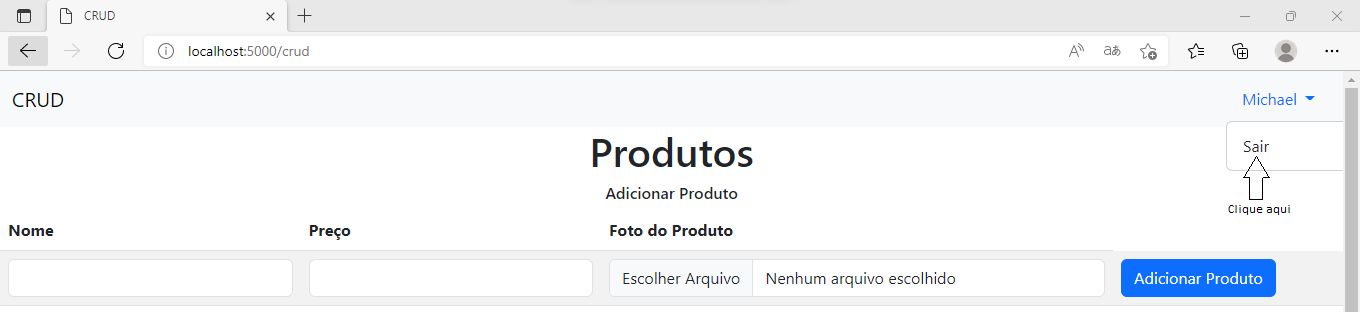 CRUD
localhost:5000/crud
CRUD
Michael
Produtos
Sair
Adicionar Produto
Clique aqui
Nome Preço Foto do Produto
Escolher Arquivo Nenhum arquivo escolhido Adicionar Produto